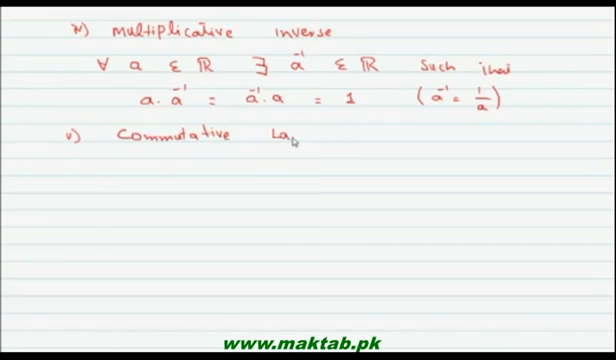 iv) Multiplicative inverse
∀ a ε ℝ ∃ a⁻¹ ε ℝ Such that
a . a⁻¹ = a⁻¹ . a = 1 ( a⁻¹ = 1/a )
v) Commutative La
www.maktab.pk